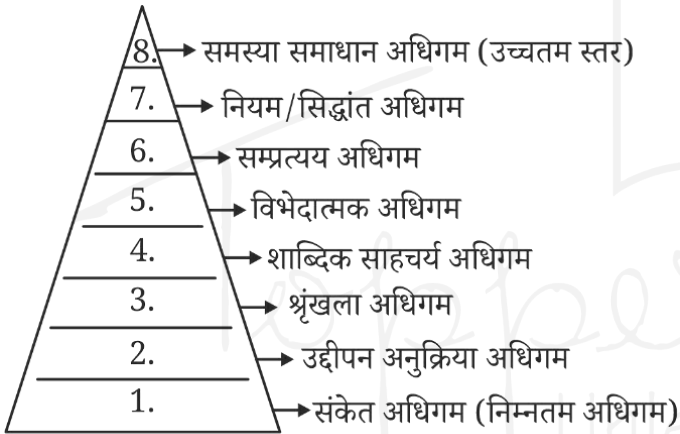 8. समस्या समाधान अधिगम (उच्चतम स्तर)
7. नियम/सिद्धांत अधिगम
6. सम्प्रत्यय अधिगम
5. विभेदात्मक अधिगम
4. शाब्दिक साहचर्य अधिगम
3. श्रृंखला अधिगम
2. उद्दीपन अनुक्रिया अधिगम
1. संकेत अधिगम (निम्नतम अधिगम)